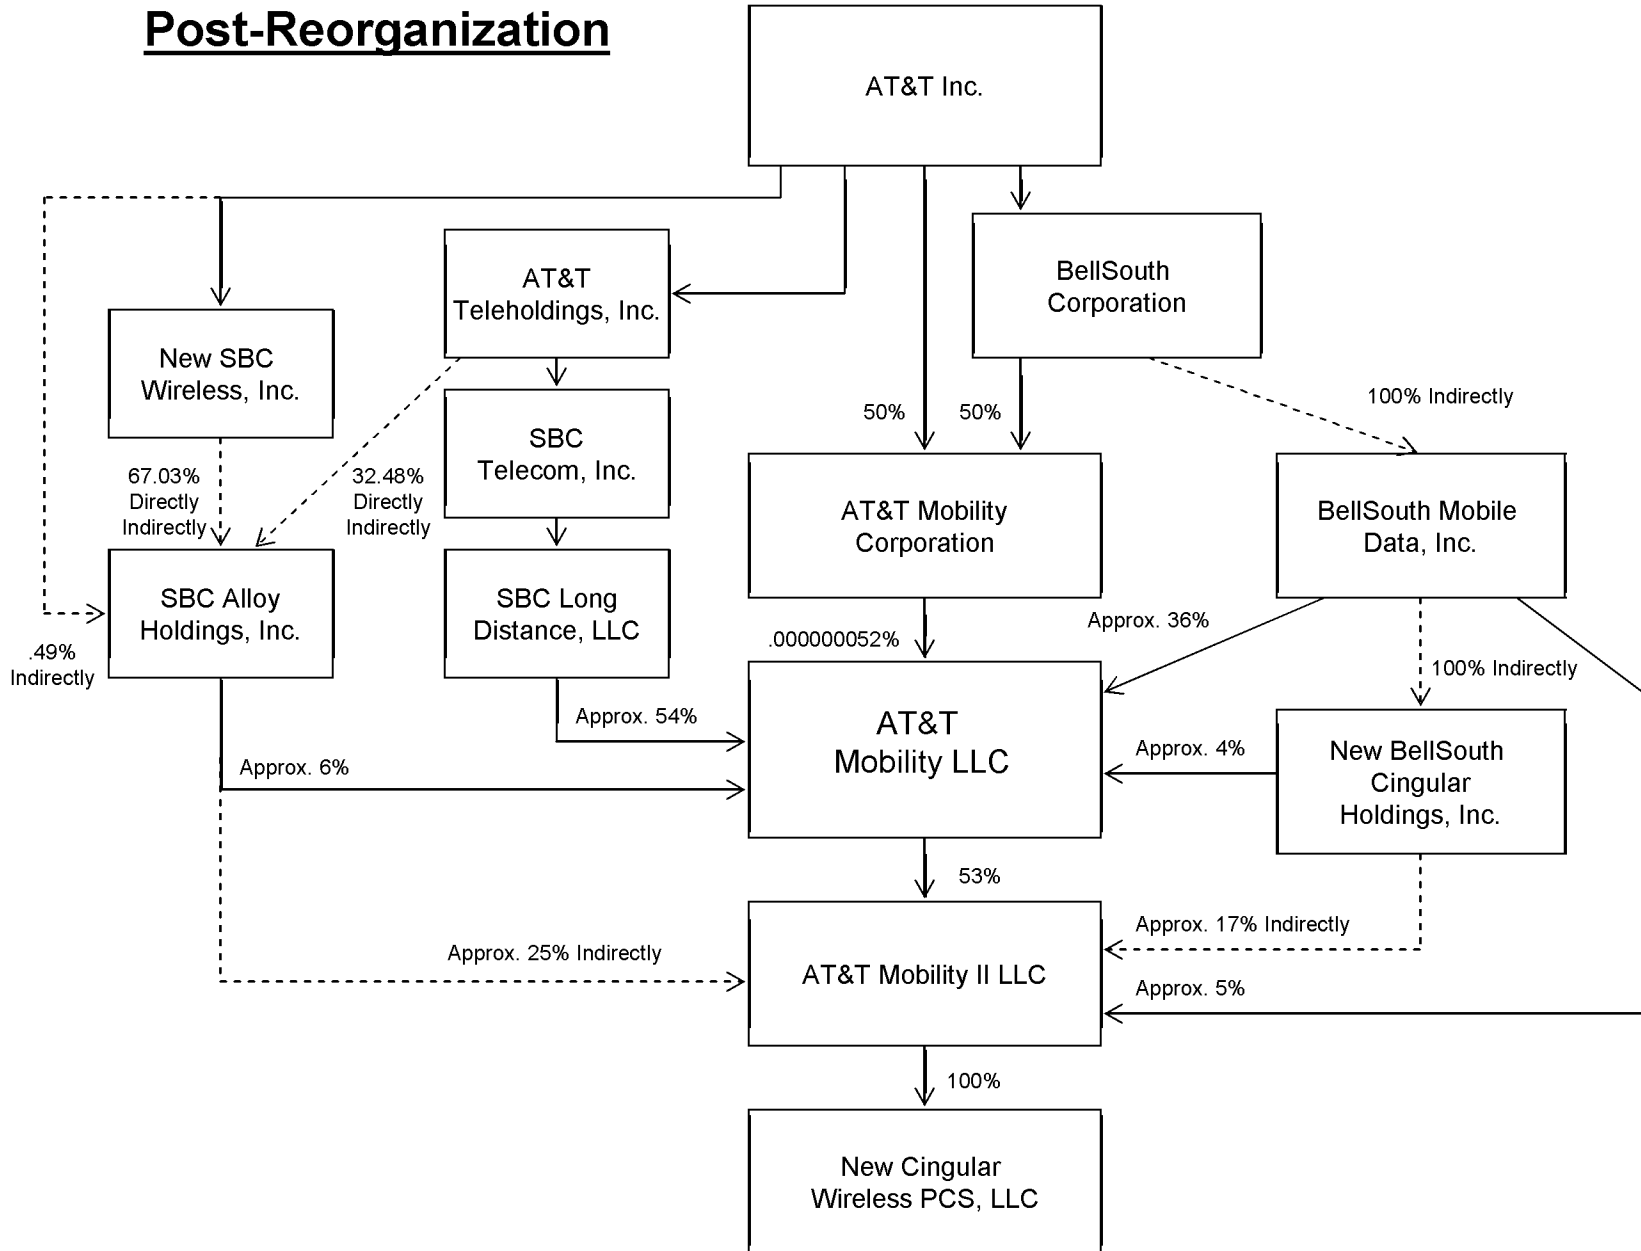 Post-Reorganization
AT&T Inc.
AT&T
Teleholdings, Inc.
BellSouth
Corporation
New SBC
Wireless, Inc.
100% Indirectly
50%
50%
SBC
Telecom, Inc.
67.03%
Directly
Indirectly
32.48%
Directly
Indirectly
AT&T Mobility
Corporation
BellSouth Mobile
Data, Inc.
SBC Alloy
Holdings, Inc.
SBC Long
Distance, LLC
.000000052%
Approx. 36%
.49%
Indirectly
100% Indirectly
Approx. 54%
AT&T
Mobility LLC
Approx. 4%
New BellSouth
Cingular
Holdings, Inc.
Approx. 6%
53%
Approx. 17% Indirectly
Approx. 25% Indirectly
AT&T Mobility II LLC
Approx. 5%
100%
New Cingular
Wireless PCS, LLC